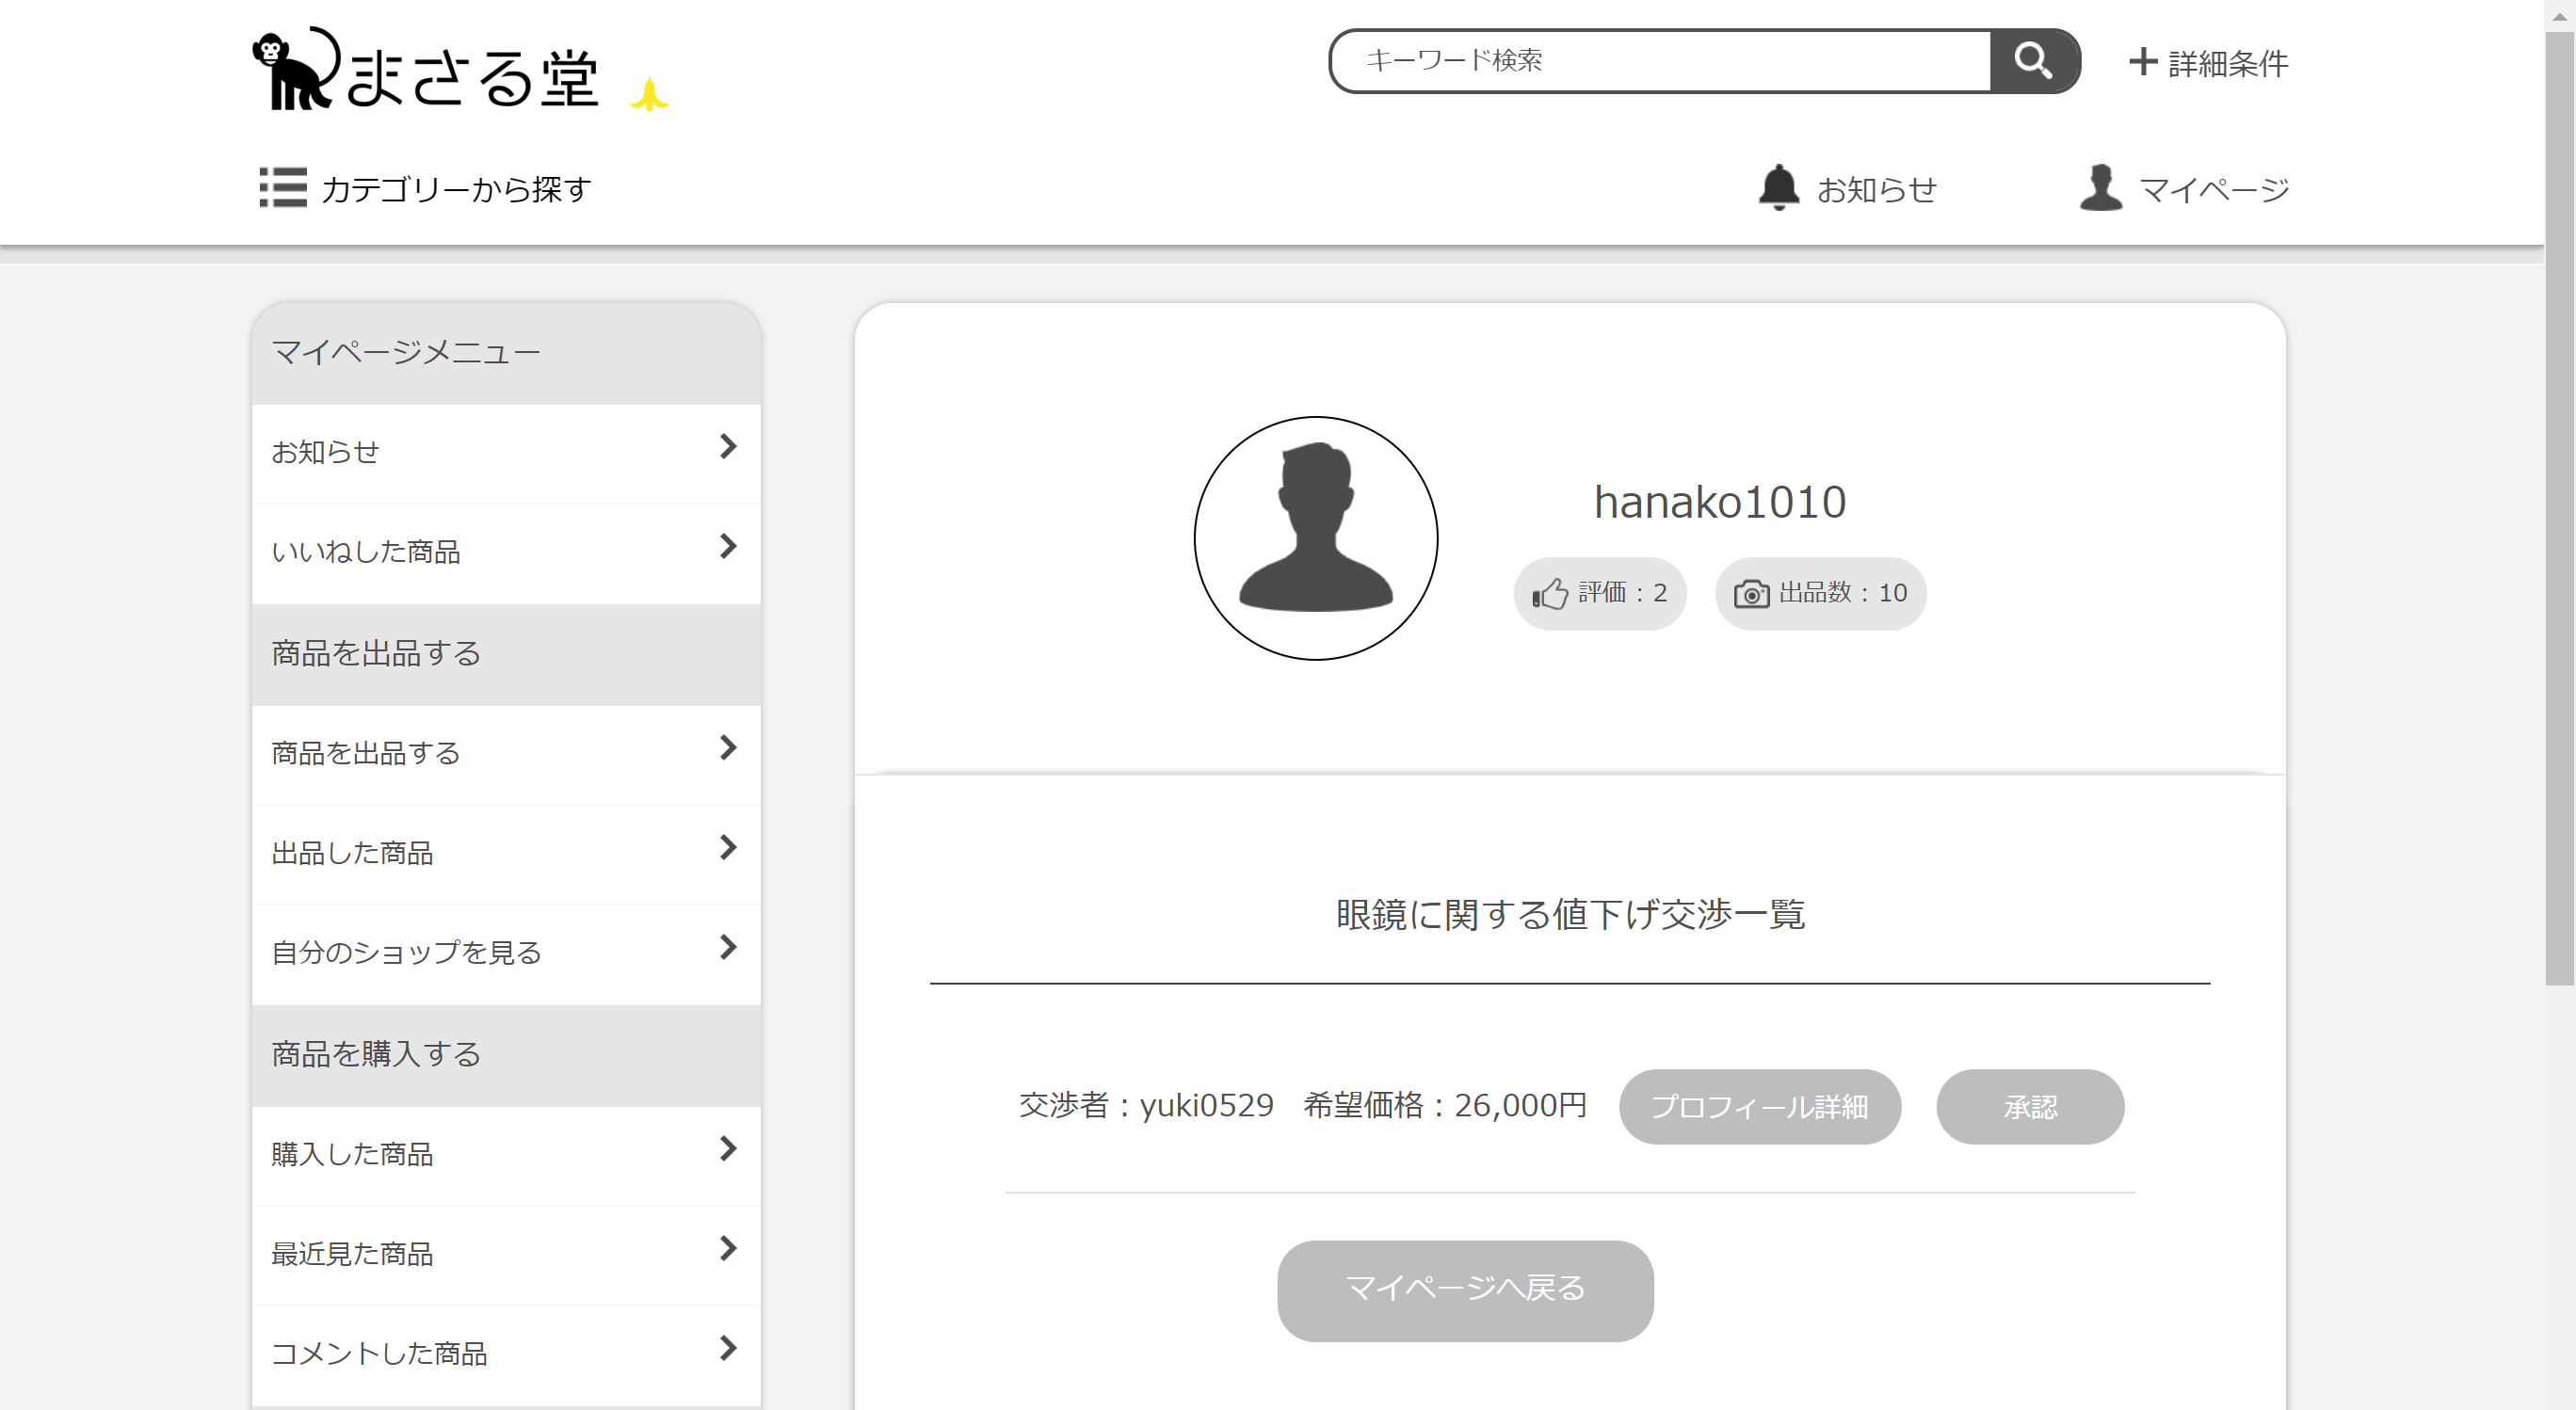 まさる堂
キーワード検索
詳細条件
カテゴリーから探す
お知らせ
マイページ
マイページメニュー
お知らせ
いいねした商品
商品を出品する
商品を出品する
出品した商品
自分のショップを見る
商品を購入する
購入した商品
最近見た商品
コメントした商品
hanako1010
評価：2
出品数：10
眼鏡に関する値下げ交渉一覧
交渉者：yuki0529 希望価格：26,000円 プロフィール詳細 承認
マイページへ戻る